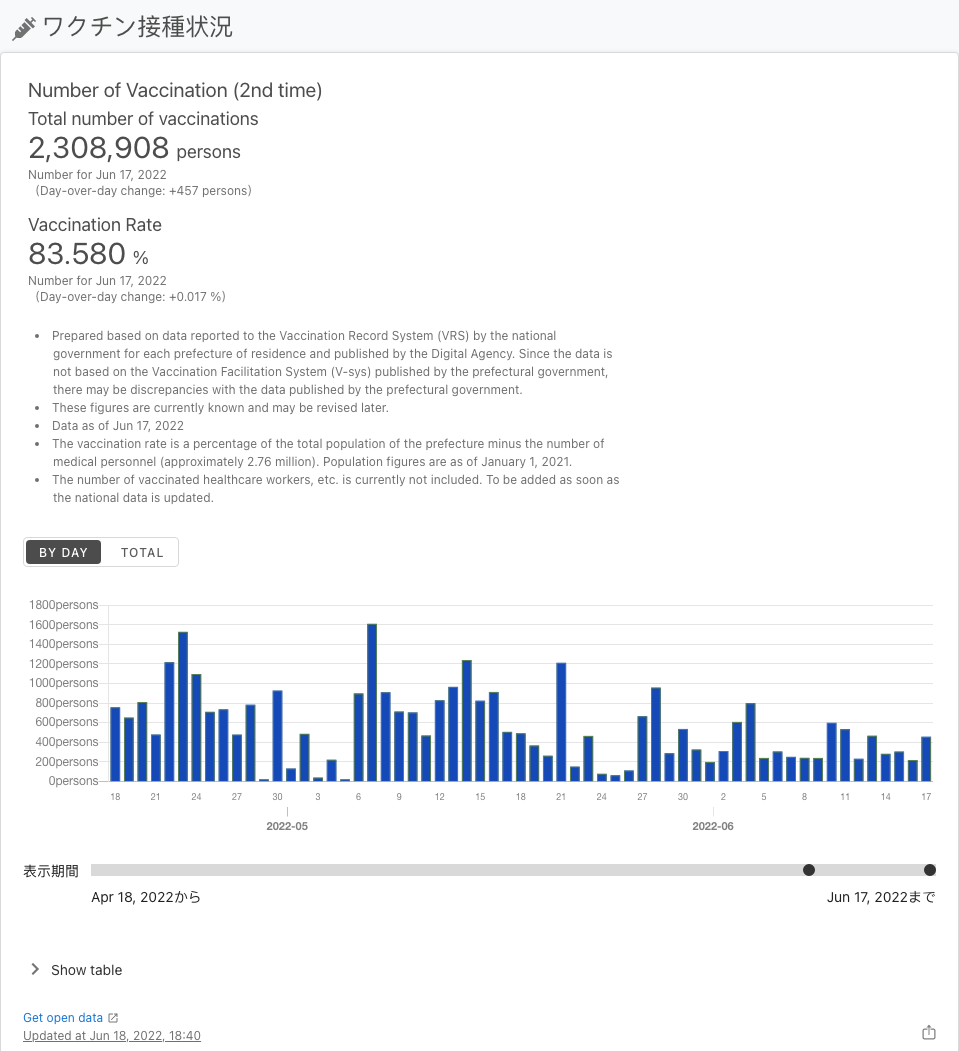 ワクチン接種状況
Number of Vaccination (2nd time)
Total number of vaccinations
2,308,908 persons
Number for Jun 17, 2022
(Day-over-day change: +457 persons)
Vaccination Rate
83.580 %
Number for Jun 17, 2022
(Day-over-day change: +0.017 %)
• Prepared based on data reported to the Vaccination Record System (VRS) by the national
government for each prefecture of residence and published by the Digital Agency. Since the data is
not based on the Vaccination Facilitation System (V-sys) published by the prefectural government,
there may be discrepancies with the data published by the prefectural government.
• These figures are currently known and may be revised later.
• Data as of Jun 17, 2022
• The vaccination rate is a percentage of the total population of the prefecture minus the number of
medical personnel (approximately 2.76 million). Population figures are as of January 1, 2021.
• The number of vaccinated healthcare workers, etc. is currently not included. To be added as soon as
the national data is updated.
BY DAY TOTAL
1800persons
1600persons
1400persons
1200persons
1000persons
800persons
600persons
400persons
200persons
0persons
18 21 24 27 30 3 6 9 12 15 18 21 24 27 30 2 5 8 11 14 17
2022-05 2022-06
表示期間
Apr 18, 2022から Jun 17, 2022まで
Show table
Get open data
Updated at Jun 18, 2022, 18:40